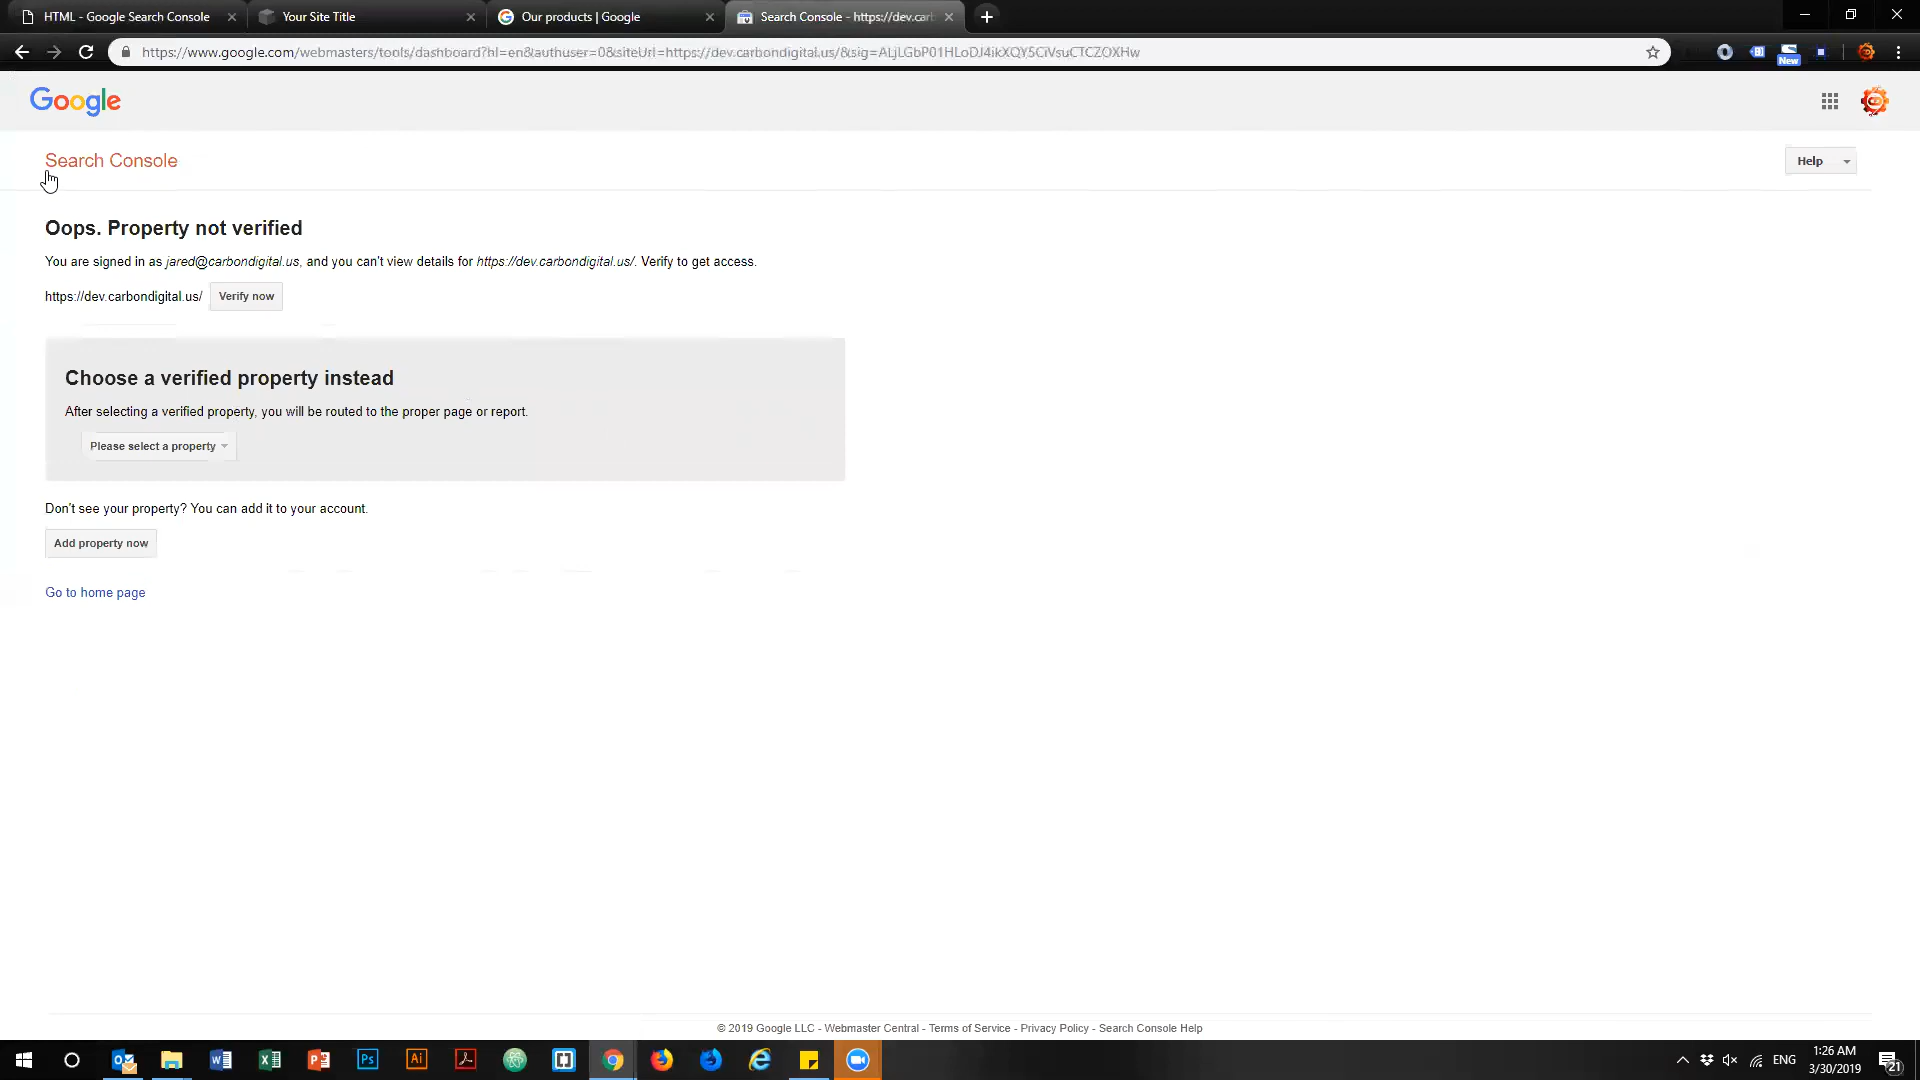 HTML - Google Search Console
Your Site Title
Our products | Google
Search Console - https://dev.carb
https://www.google.com/webmasters/tools/dashboard?hl=en&authuser=0&siteUrl=https://dev.carbondigital.us/&sig=ALjLGbP01HLoDJ4ikXQY5CiVsuCTCZOXHw
New
Google
Search Console
Help
Oops. Property not verified
You are signed in as jared@carbondigital.us, and you can't view details for https://dev.carbondigital.us/. Verify to get access.
https://dev.carbondigital.us/ Verify now
Choose a verified property instead
After selecting a verified property, you will be routed to the proper page or report.
Please select a property
Don't see your property? You can add it to your account.
Add property now
Go to home page
© 2019 Google LLC - Webmaster Central - Terms of Service - Privacy Policy - Search Console Help
Ps
Ai
ENG
1:26 AM
3/30/2019
21